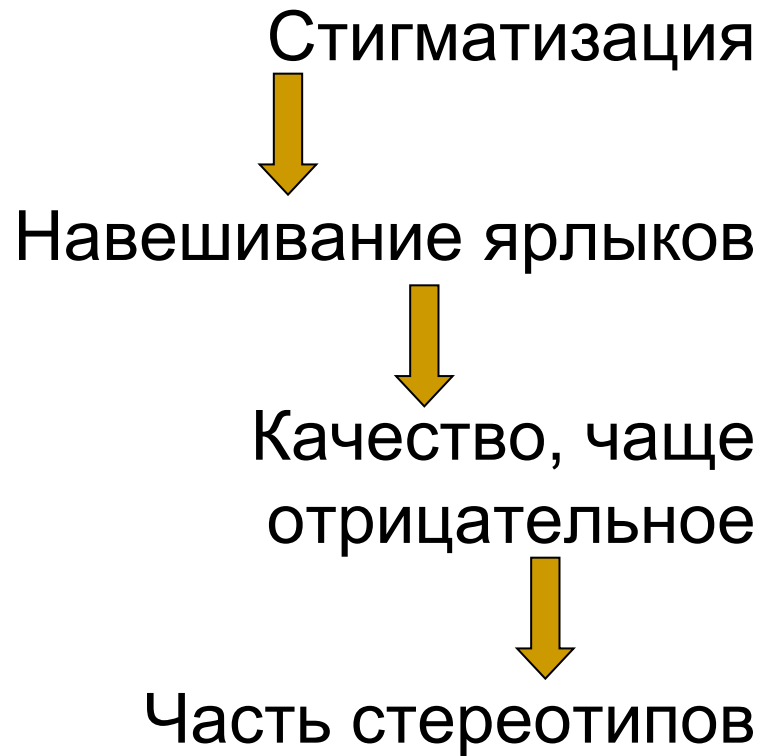 Стигматизация
Навешивание ярлыков
Качество, чаще
отрицательное
Часть стереотипов